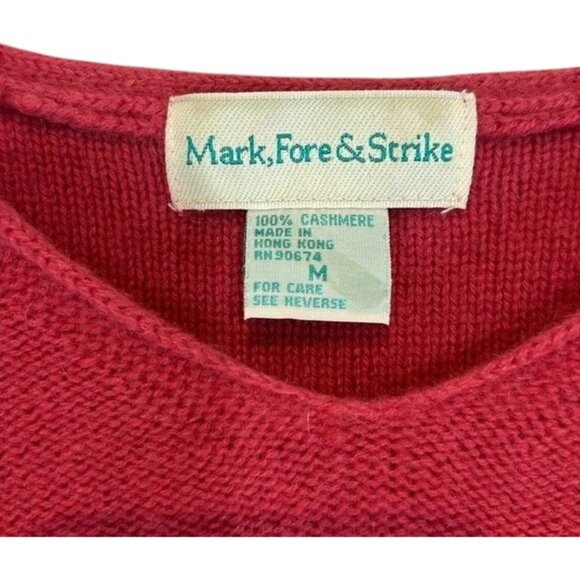 Mark, Fore & Strike
100% CASHMERE
MADE IN
HONG KONG
RN 90674
M
FOR CARE
SEE REVERSE